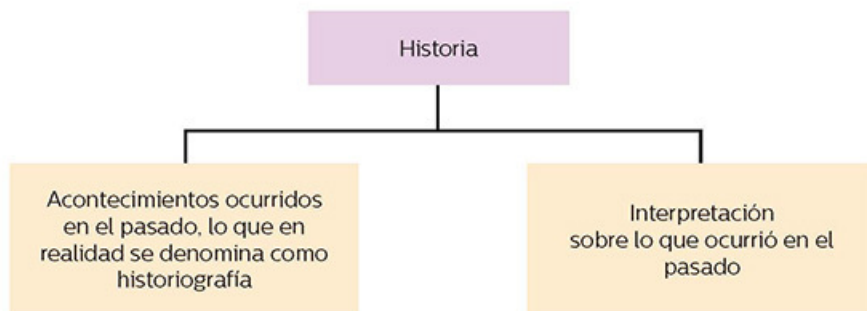 Historia
Acontecimientos ocurridos
en el pasado, lo que en
realidad se denomina como
historiografía
Interpretación
sobre lo que ocurrió en el
pasado